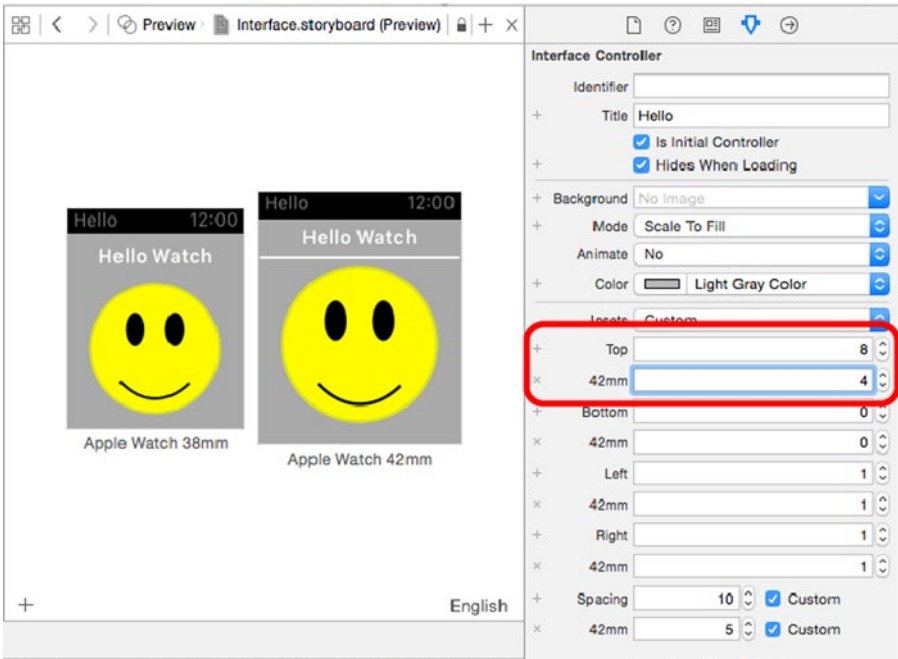 Preview
Interface.storyboard (Preview)
Hello 12:00
Hello Watch
Apple Watch 38mm
Hello 12:00
Hello Watch
Apple Watch 42mm
English
Interface Controller
Identifier
Title Hello
Is Initial Controller
Hides When Loading
Background No Image
Mode Scale To Fill
Animate No
Color Light Gray Color
Insets Custom
Top 8
42mm 4
Bottom 0
42mm 0
Left 1
42mm 1
Right 1
42mm 1
Spacing 10 Custom
42mm 5 Custom